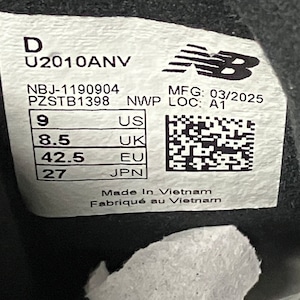 D
U2010ANV
NB
NBJ-1190904 MFG: 03/2025
PZSTB1398 NWP LOC: A1
9 US
8.5 UK
42.5 EU
27 JPN
Made In Vietnam
Fabriqué au Vietnam